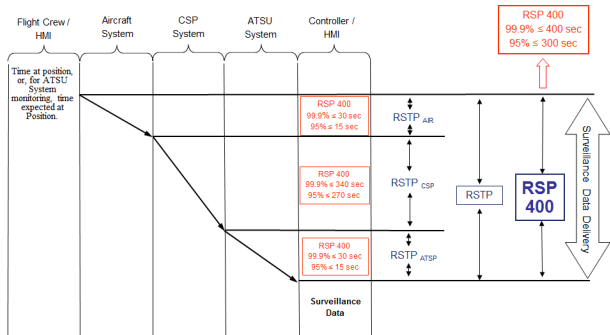 Flight Crew /
HMI
Aircraft
System
CSP
System
ATSU
System
Controller /
HMI
RSP 400
99.9% ≤ 400 sec
95% ≤ 300 sec
Time at position,
or, for ATSU
System
monitoring, time
expected at
Position.
RSP 400
99.9% ≤ 30 sec
95% ≤ 15 sec
RSTP AIR
RSP 400
99.9% ≤ 340 sec
95% ≤ 270 sec
RSTP CSP
RSTP
RSP
400
Surveillance Data Delivery
RSP 400
99.9% ≤ 30 sec
95% ≤ 15 sec
RSTP ATSP
Surveillance
Data